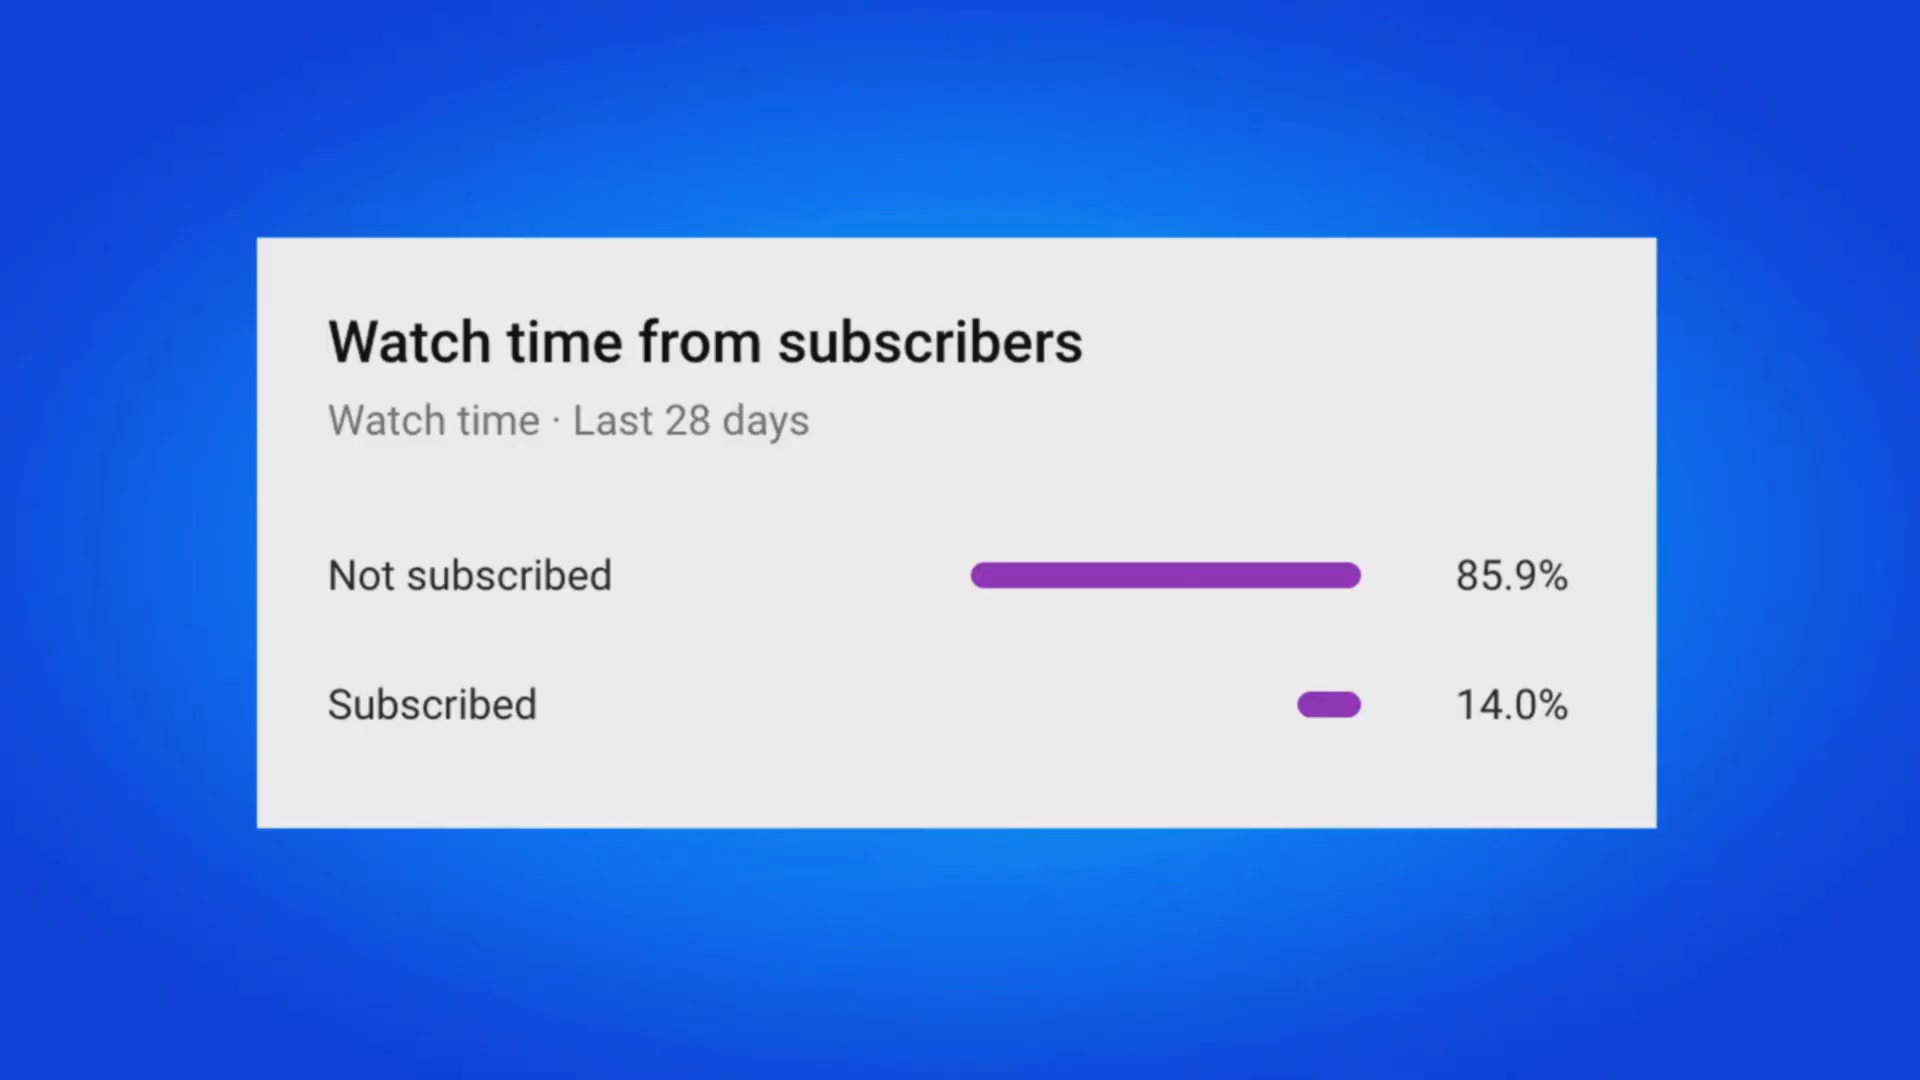 Watch time from subscribers
Watch time · Last 28 days
Not subscribed 85.9%
Subscribed 14.0%